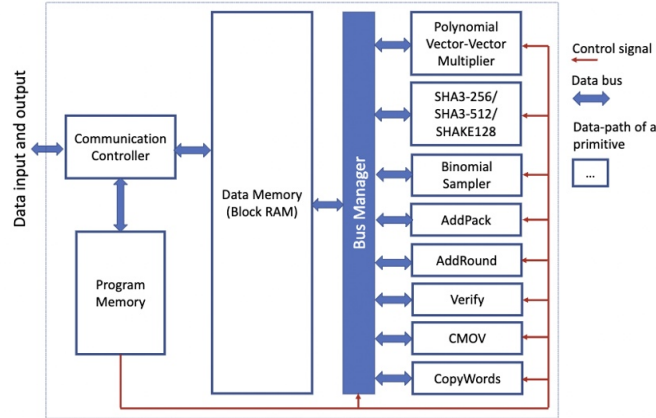 Data input and output
Communication
Controller
Program
Memory
Data Memory
(Block RAM)
Bus Manager
Polynomial
Vector-Vector
Multiplier
SHA3-256/
SHA3-512/
SHAKE128
Binomial
Sampler
AddPack
AddRound
Verify
CMOV
CopyWords
Control signal
Data bus
Data-path of a
primitive
...